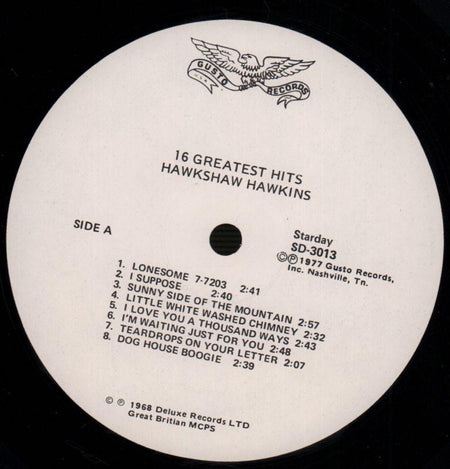 GUSTO RECORDS
16 GREATEST HITS
HAWKSHAW HAWKINS
SIDE A
Starday
SD-3013
©℗1977 Gusto Records,
Inc. Nashville, Tn.
1. LONESOME 7-7203 2:41
2. I SUPPOSE 2:40
3. SUNNY SIDE OF THE MOUNTAIN 2:57
4. LITTLE WHITE WASHED CHIMNEY 2:32
5. I LOVE YOU A THOUSAND WAYS 2:43
6. I'M WAITING JUST FOR YOU 2:48
7. TEARDROPS ON YOUR LETTER 2:07
8. DOG HOUSE BOOGIE 2:39
© ℗ 1968 Deluxe Records LTD
Great Britian MCPS